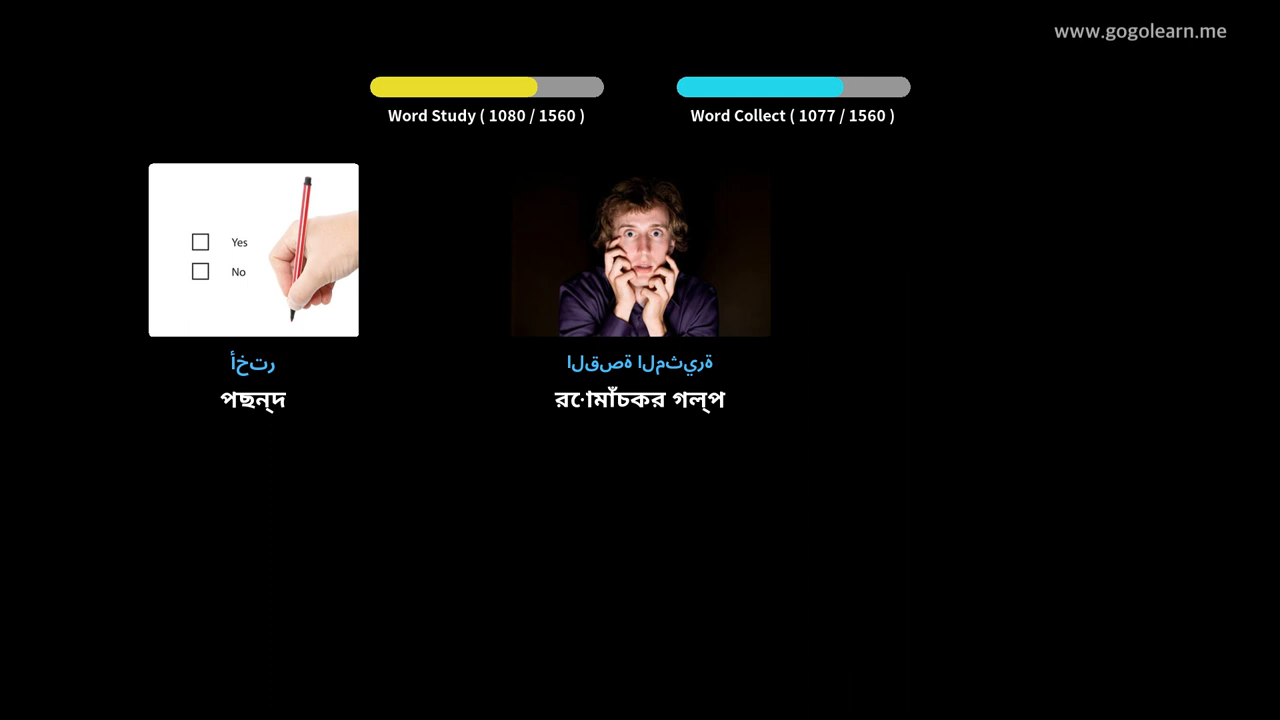 www.gogolearn.me
Word Study ( 1080 / 1560 )
Word Collect ( 1077 / 1560 )
Yes
No
أختر
القصة المثيرة
পছন্দ
রোমাঁচকর গল্প